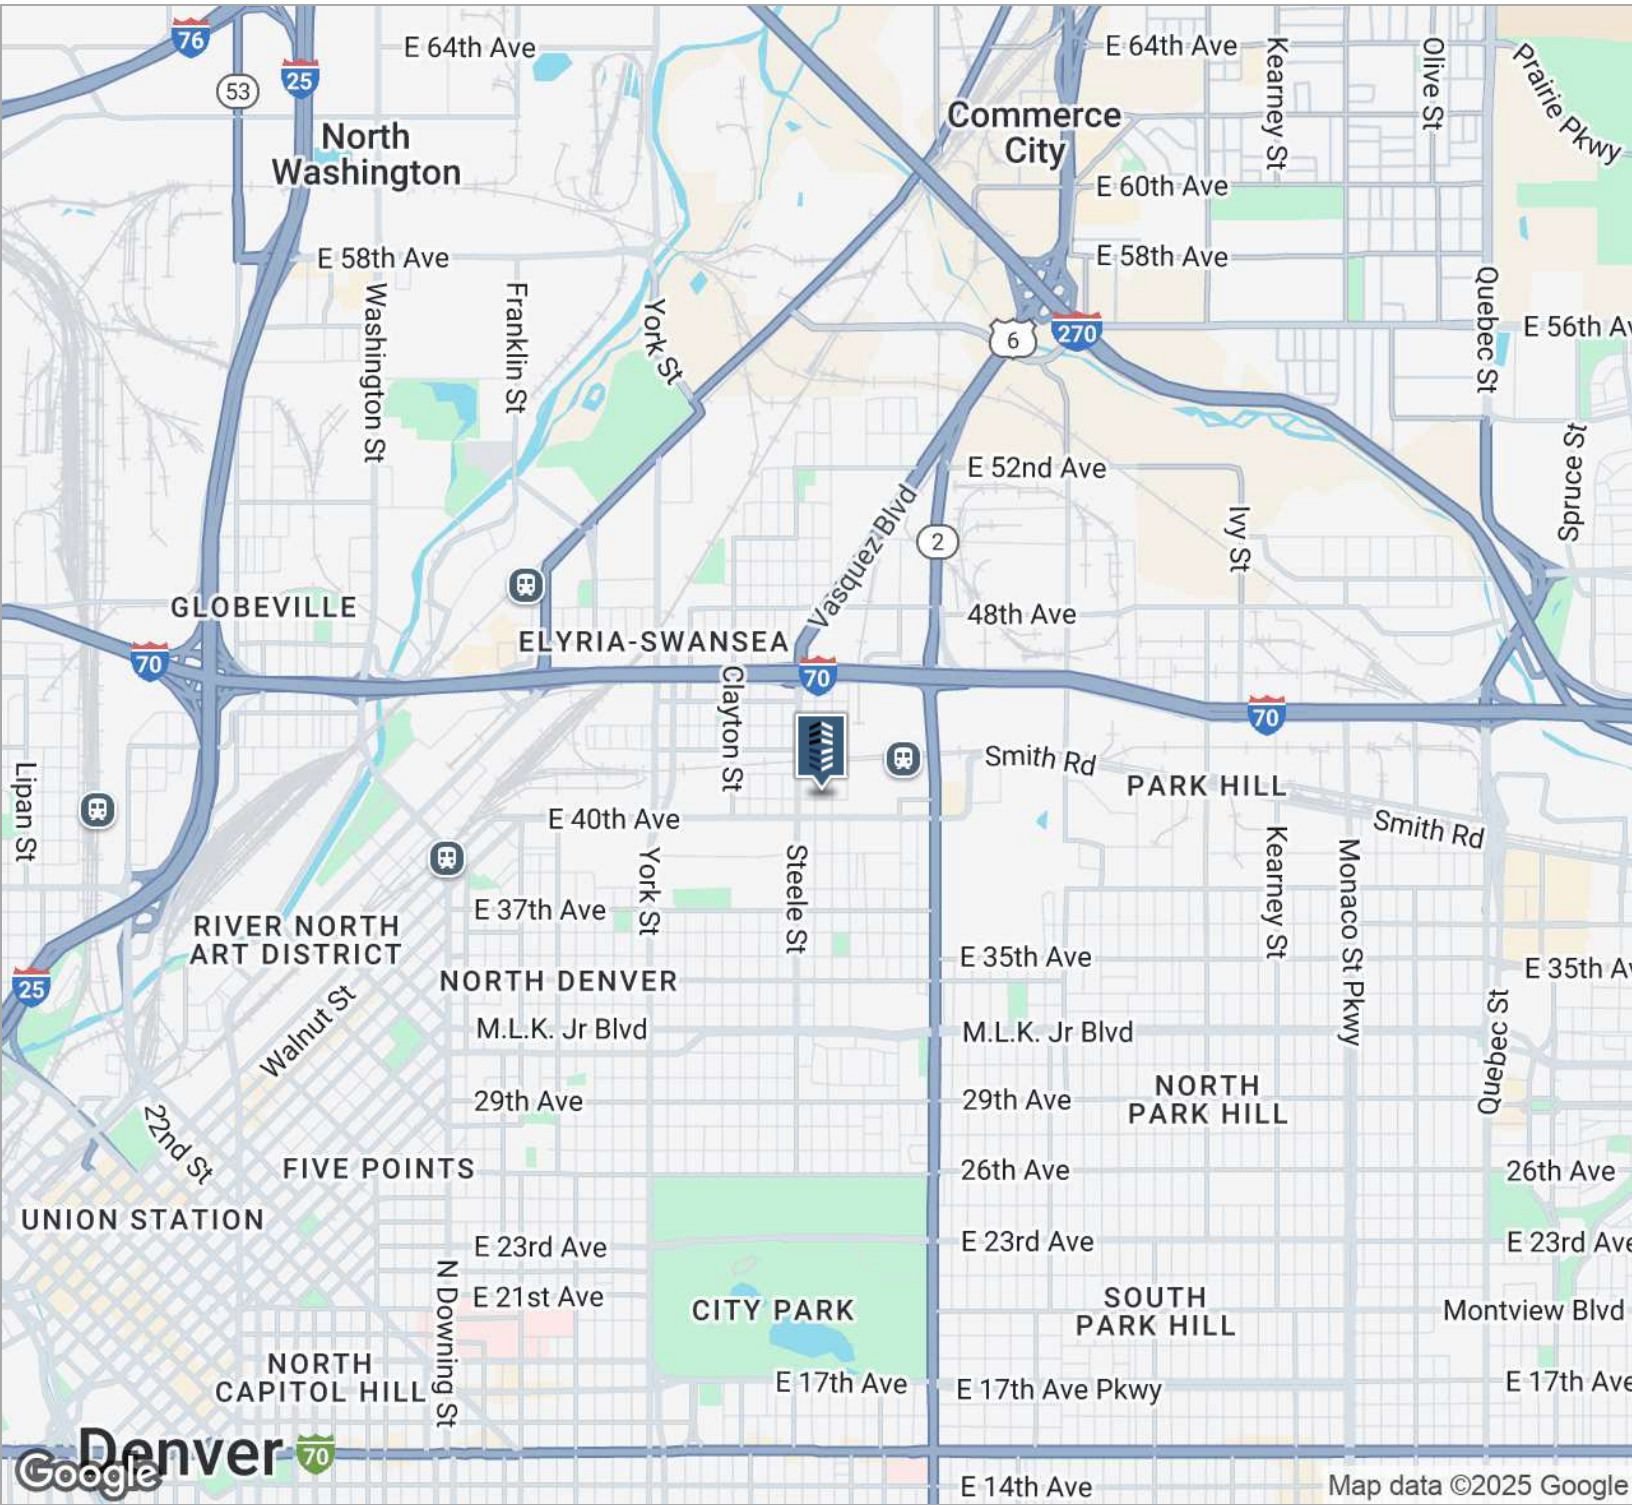 76
25
53
E 64th Ave
E 64th Ave
Kearney St
Olive St
Prairie Pkwy
North
Washington
Commerce
City
E 60th Ave
E 58th Ave
E 58th Ave
Washington St
Franklin St
York St
6
270
Quebec St
E 56th Av
E 52nd Ave
Vasquez Blvd
2
Ivy St
Spruce St
GLOBEVILLE
48th Ave
ELYRIA-SWANSEA
70
70
70
Clayton St
Smith Rd
PARK HILL
Lipan St
E 40th Ave
Smith Rd
York St
Steele St
Kearney St
Monaco St Pkwy
E 37th Ave
RIVER NORTH
ART DISTRICT
E 35th Ave
E 35th Av
25
NORTH DENVER
Walnut St
M.L.K. Jr Blvd
M.L.K. Jr Blvd
Quebec St
29th Ave
29th Ave
NORTH
PARK HILL
22nd St
FIVE POINTS
26th Ave
26th Ave
UNION STATION
E 23rd Ave
E 23rd Ave
E 23rd Ave
N Downing St
E 21st Ave
CITY PARK
SOUTH
PARK HILL
Montview Blvd
NORTH
CAPITOL HILL
E 17th Ave
E 17th Ave Pkwy
E 17th Ave
Denver
70
Google
E 14th Ave
Map data ©2025 Google